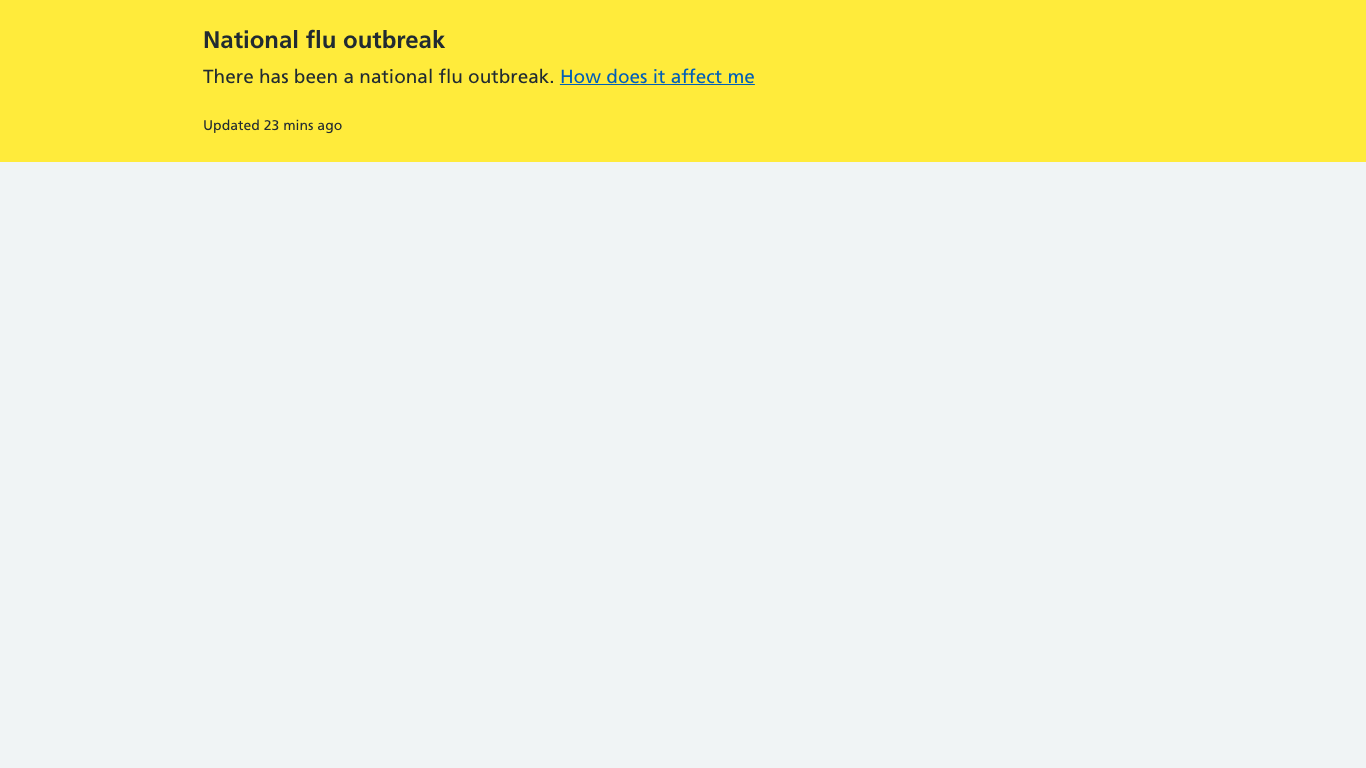 National flu outbreak
There has been a national flu outbreak. How does it affect me
Updated 23 mins ago